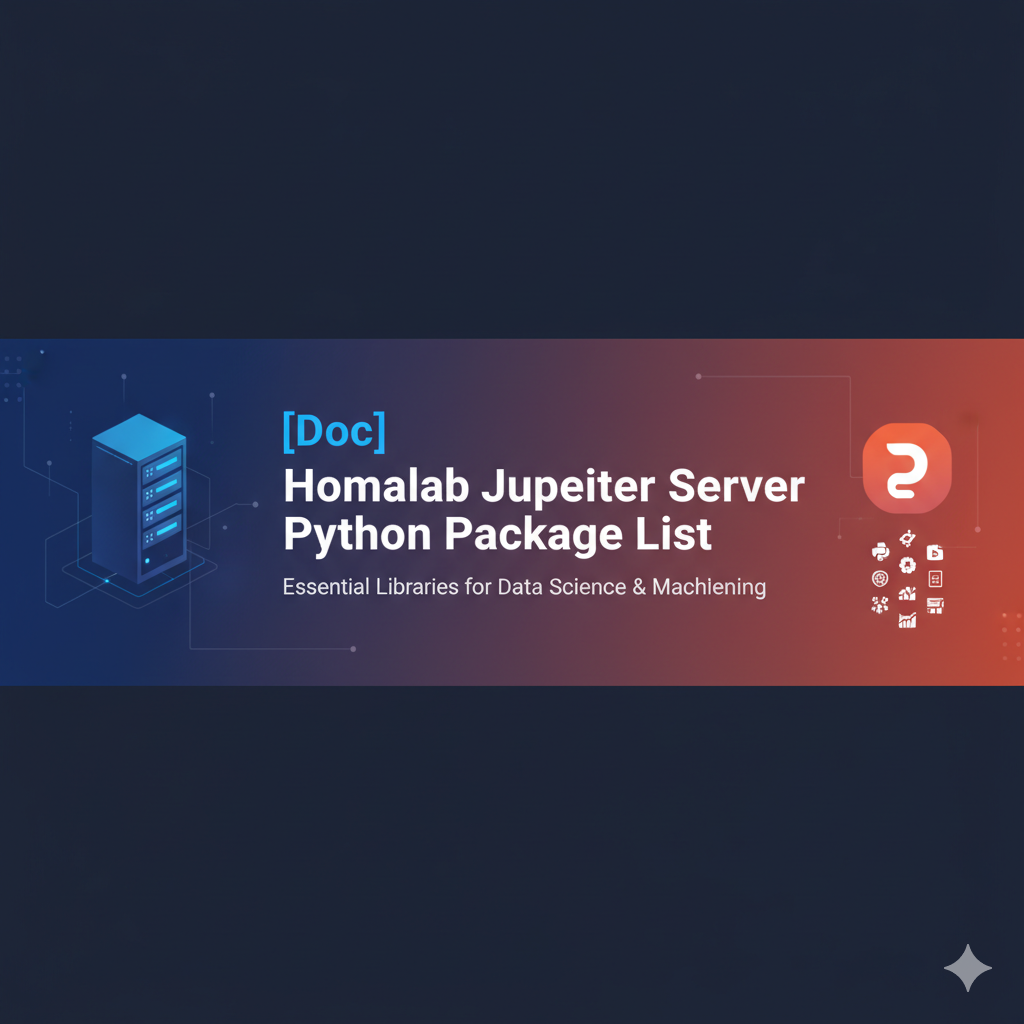 [Doc]
Homalab Jupeiter Server
Python Package List
Essential Libraries for Data Science & Machiening